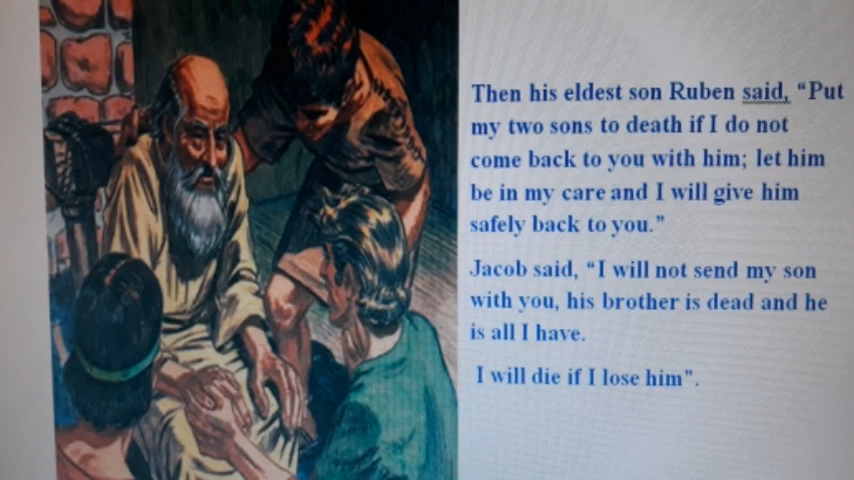 Then his eldest son Ruben said, “Put
my two sons to death if I do not
come back to you with him; let him
be in my care and I will give him
safely back to you.”
Jacob said, “I will not send my son
with you, his brother is dead and he
is all I have.
I will die if I lose him”.